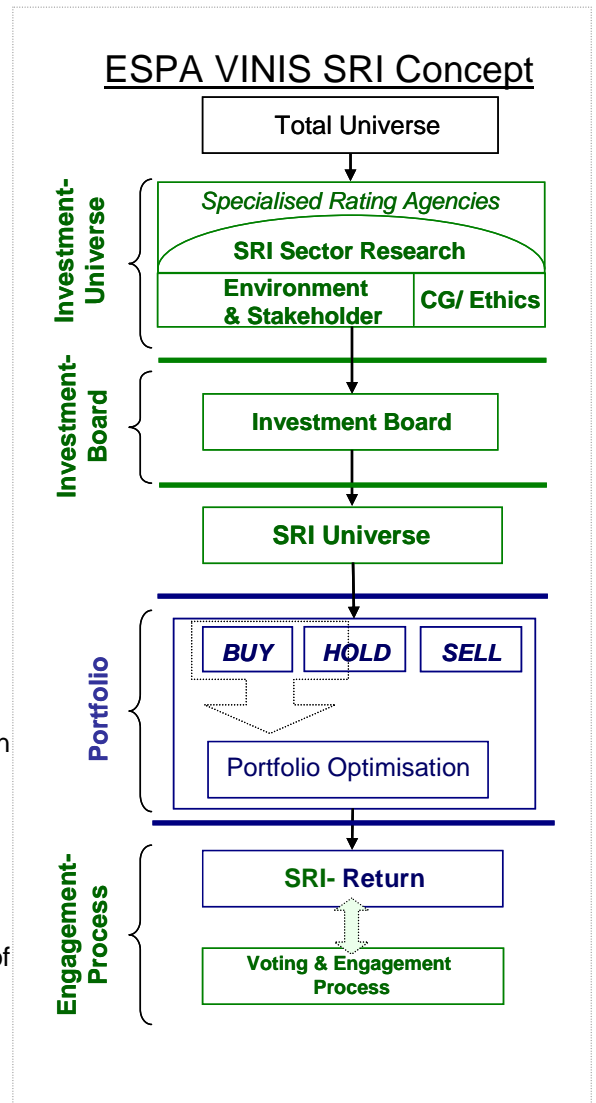 ESPA VINIS SRI Concept
Total Universe
Investment-
Universe
Specialised Rating Agencies
SRI Sector Research
Environment
& Stakeholder
CG/ Ethics
Investment-
Board
Investment Board
SRI Universe
Portfolio
BUY
HOLD
SELL
Portfolio Optimisation
n
Engagement-
Process
SRI- Return
of
Voting & Engagement
Process